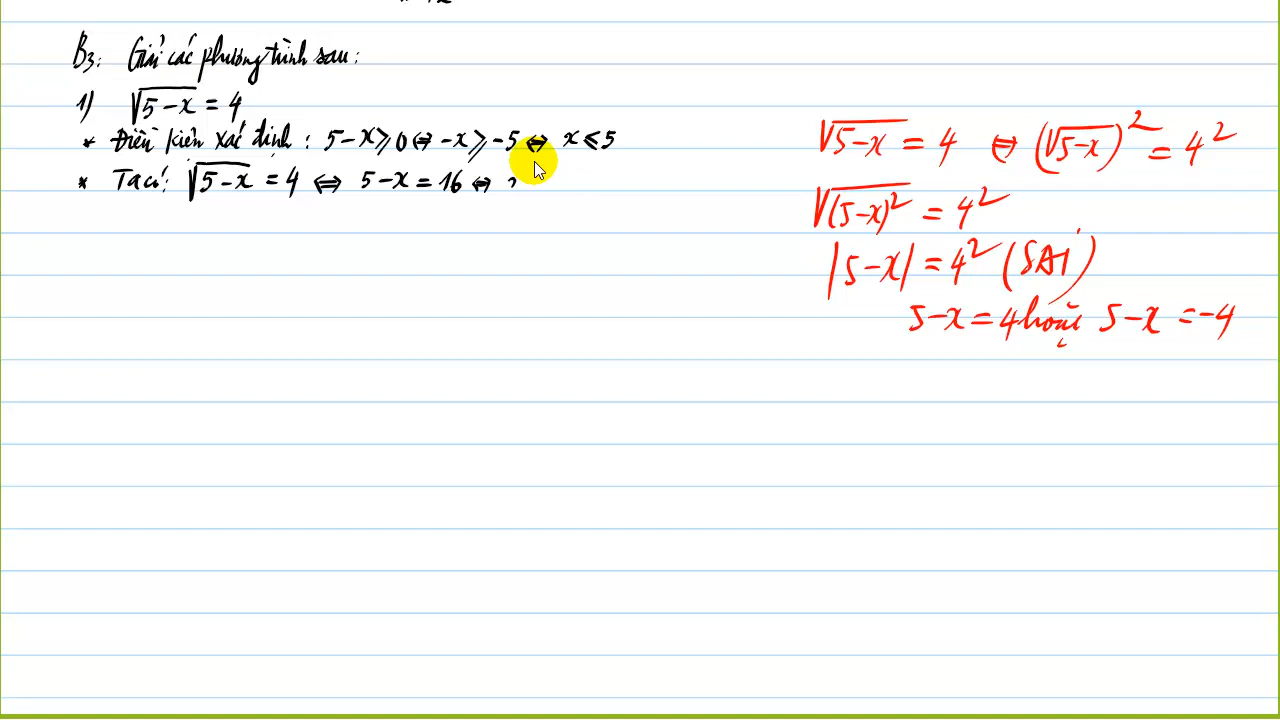 B3: Giải các phương trình sau:
1) √5-x = 4
* Điều kiện xác định: 5-x ⩾ 0 ⇔ -x ⩾ -5 ⇔ x ⩽ 5
* Ta có: √5-x = 4 ⇔ 5-x = 16 ⇔
√5-x = 4 ⇔ (√5-x)² = 4²
√(5-x)² = 4²
|5-x| = 4² (SAI)
5-x = 4 hoặc 5-x = -4